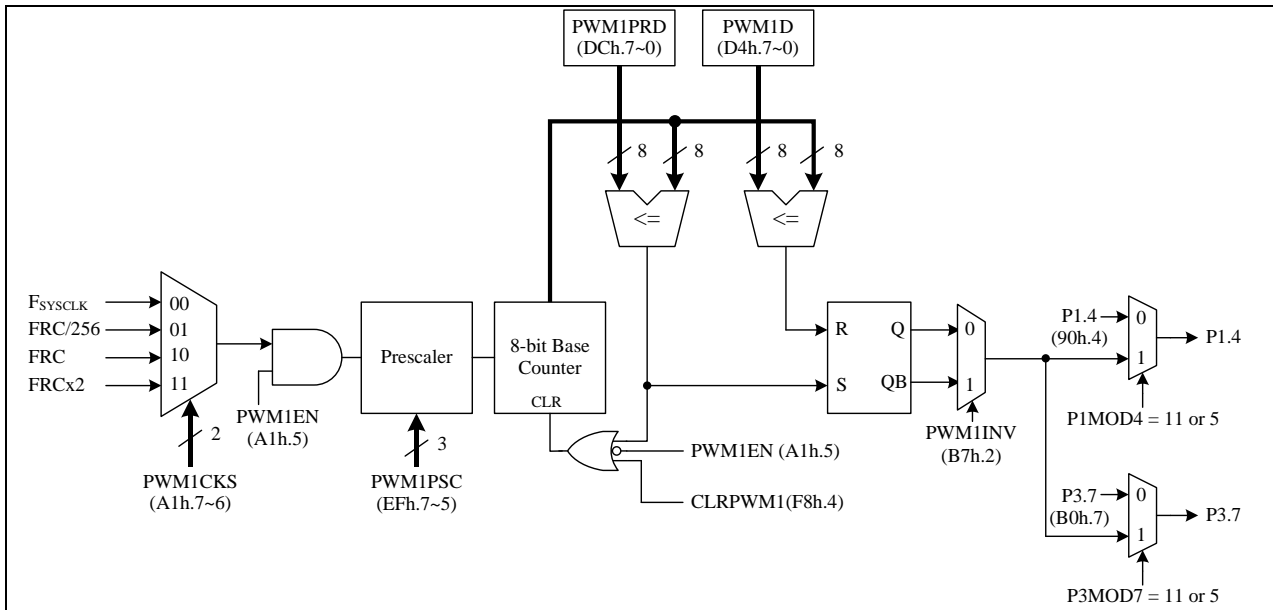 PWM1PRD
(DCh.7~0)
PWM1D
(D4h.7~0)
8
8
8
8
<=
<=
FSYSCLK
FRC/256
FRC
FRCx2
00
01
10
11
2
PWM1CKS
(A1h.7~6)
PWM1EN
(A1h.5)
Prescaler
3
PWM1PSC
(EFh.7~5)
8-bit Base
Counter
CLR
PWM1EN (A1h.5)
CLRPWM1(F8h.4)
R
Q
S
QB
0
1
PWM1INV
(B7h.2)
P1.4
(90h.4)
0
1
P1.4
P1MOD4 = 11 or 5
P3.7
(B0h.7)
0
1
P3.7
P3MOD7 = 11 or 5